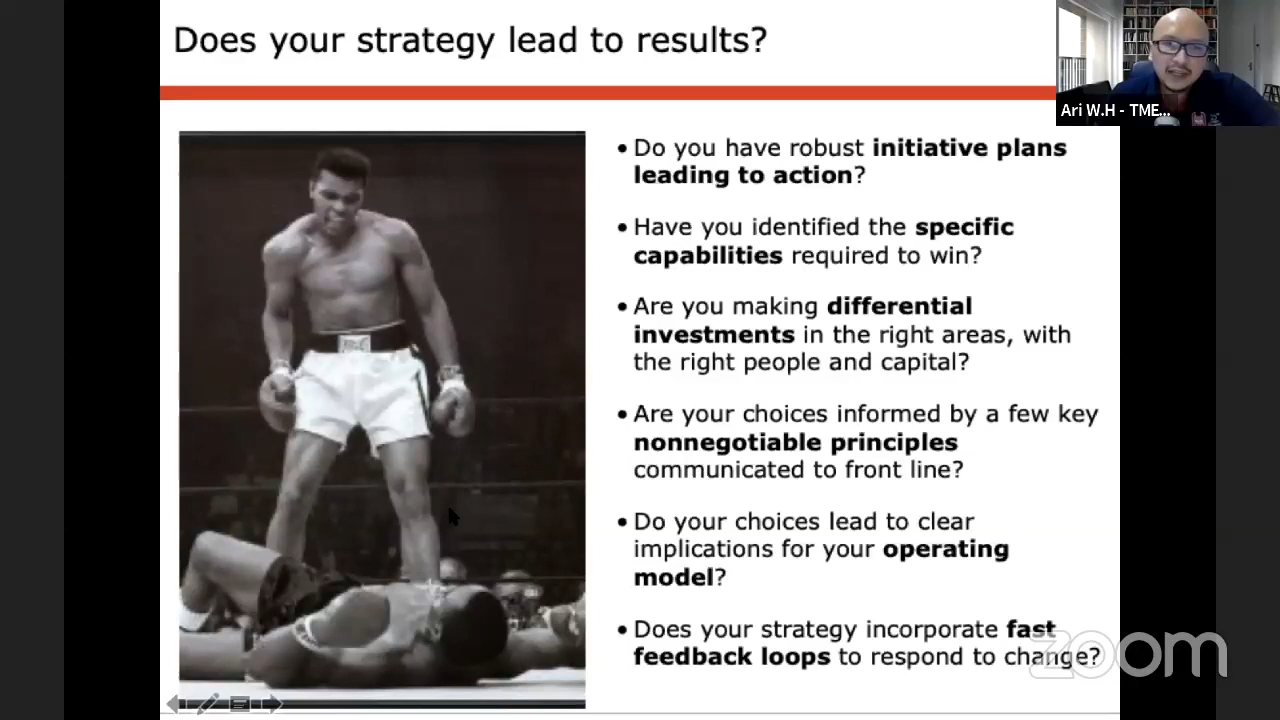 Does your strategy lead to results?
Ari W.H - TME...
• Do you have robust initiative plans
leading to action?
• Have you identified the specific
capabilities required to win?
• Are you making differential
investments in the right areas, with
the right people and capital?
• Are your choices informed by a few key
nonnegotiable principles
communicated to front line?
• Do your choices lead to clear
implications for your operating
model?
• Does your strategy incorporate fast
feedback loops to respond to change?
zoom